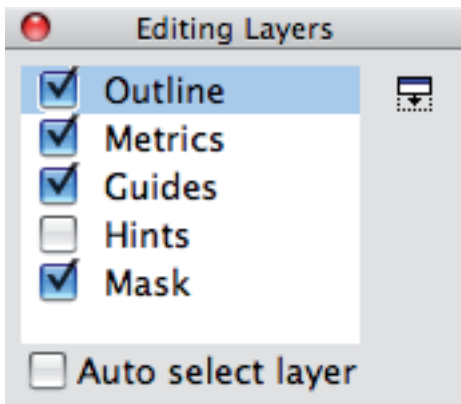 Editing Layers
Outline
Metrics
Guides
Hints
Mask
Auto select layer